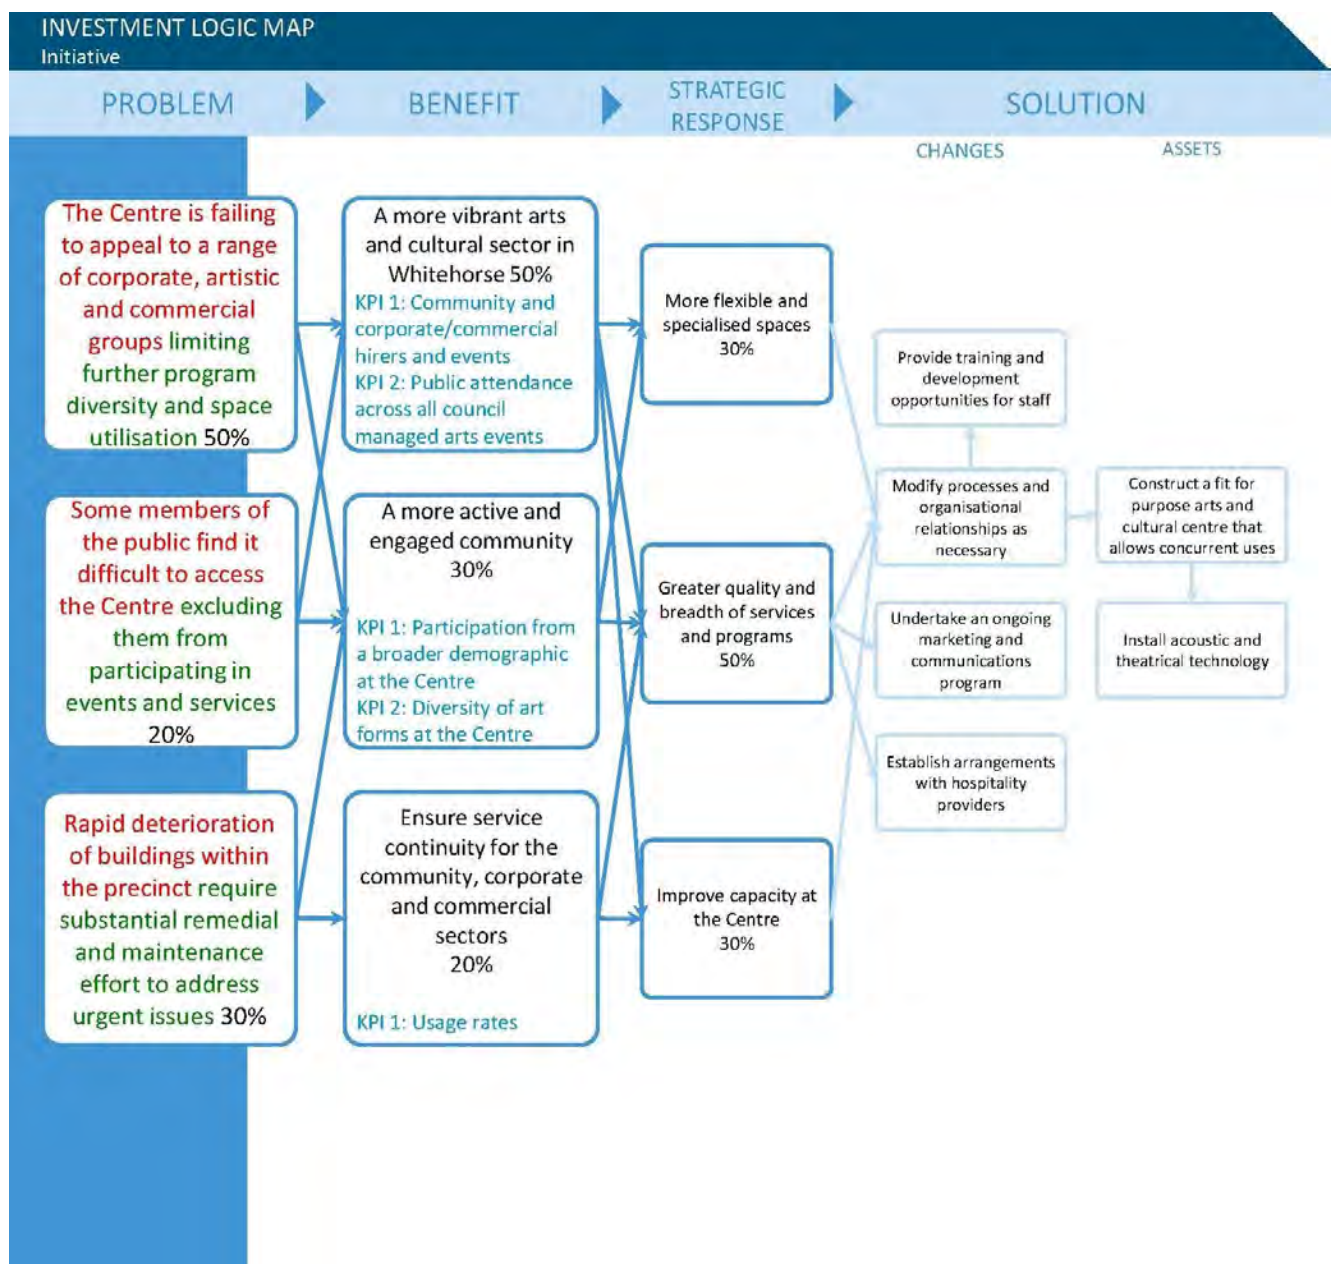 INVESTMENT LOGIC MAP
Initiative
PROBLEM
BENEFIT
STRATEGIC
RESPONSE
SOLUTION
CHANGES
ASSETS
The Centre is failing
to appeal to a range
of corporate, artistic
and commercial
groups limiting
further program
diversity and space
utilisation 50%
Some members of
the public find it
difficult to access
the Centre excluding
them from
participating in
events and services
20%
Rapid deterioration
of buildings within
the precinct require
substantial remedial
and maintenance
effort to address
urgent issues 30%
A more vibrant arts
and cultural sector in
Whitehorse 50%
KPI 1: Community and
corporate/commercial
hirers and events
KPI 2: Public attendance
across all council
managed arts events
A more active and
engaged community
30%
KPI 1: Participation from
a broader demographic
at the Centre
KPI 2: Diversity of art
forms at the Centre
Ensure service
continuity for the
community, corporate
and commercial
sectors
20%
KPI 1: Usage rates
More flexible and
specialised spaces
30%
Greater quality and
breadth of services
and programs
50%
Improve capacity at
the Centre
30%
Provide training and
development
opportunities for staff
Modify processes and
organisational
relationships as
necessary
Undertake an ongoing
marketing and
communications
program
Establish arrangements
with hospitality
providers
Construct a fit for
purpose arts and
cultural centre that
allows concurrent uses
Install acoustic and
theatrical technology